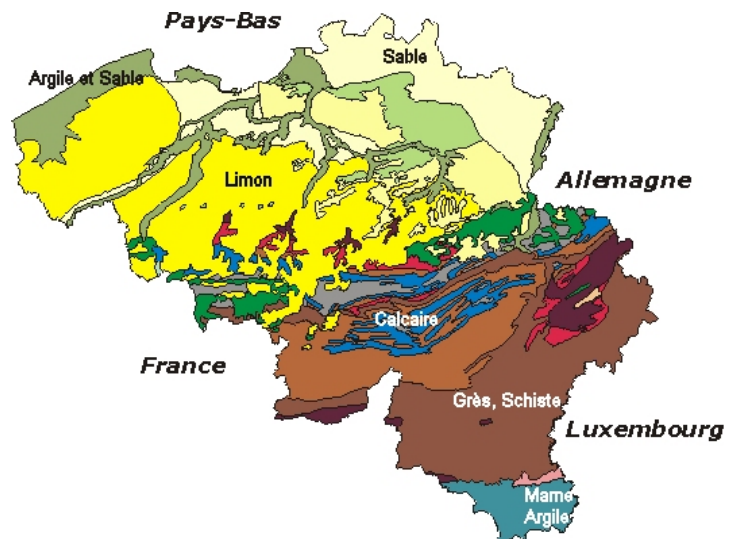 Pays-Bas
Sable
Argile et Sable
Limon
Allemagne
Calcaire
France
Grès, Schiste
Luxembourg
Marne
Argile